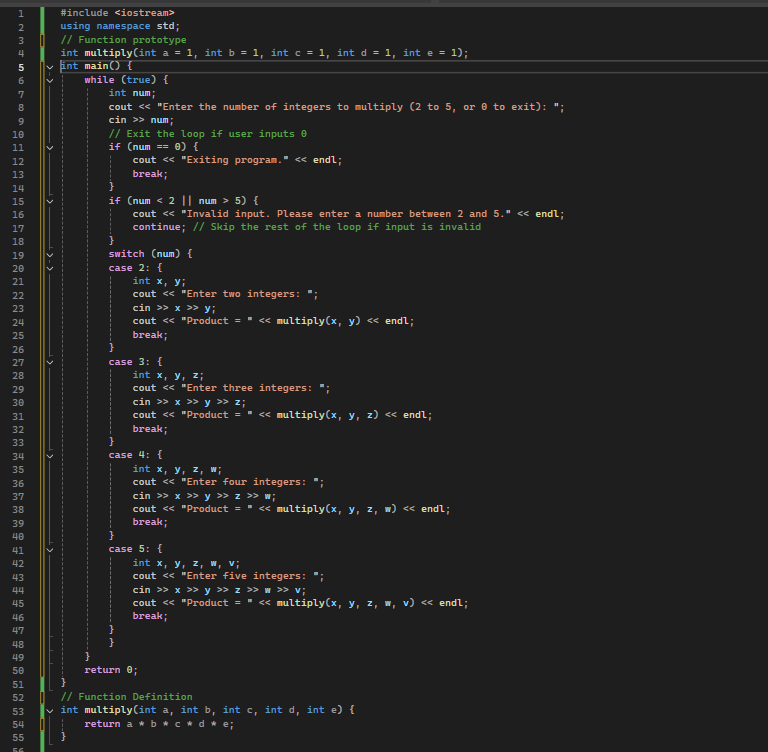 1 #include <iostream>
2 using namespace std;
3 // Function prototype
4 int multiply(int a = 1, int b = 1, int c = 1, int d = 1, int e = 1);
5 int main() {
6 while (true) {
7 int num;
8 cout << "Enter the number of integers to multiply (2 to 5, or 0 to exit): ";
9 cin >> num;
10 // Exit the loop if user inputs 0
11 if (num == 0) {
12 cout << "Exiting program." << endl;
13 break;
14 }
15 if (num < 2 || num > 5) {
16 cout << "Invalid input. Please enter a number between 2 and 5." << endl;
17 continue; // Skip the rest of the loop if input is invalid
18 }
19 switch (num) {
20 case 2: {
21 int x, y;
22 cout << "Enter two integers: ";
23 cin >> x >> y;
24 cout << "Product = " << multiply(x, y) << endl;
25 break;
26 }
27 case 3: {
28 int x, y, z;
29 cout << "Enter three integers: ";
30 cin >> x >> y >> z;
31 cout << "Product = " << multiply(x, y, z) << endl;
32 break;
33 }
34 case 4: {
35 int x, y, z, w;
36 cout << "Enter four integers: ";
37 cin >> x >> y >> z >> w;
38 cout << "Product = " << multiply(x, y, z, w) << endl;
39 break;
40 }
41 case 5: {
42 int x, y, z, w, v;
43 cout << "Enter five integers: ";
44 cin >> x >> y >> z >> w >> v;
45 cout << "Product = " << multiply(x, y, z, w, v) << endl;
46 break;
47 }
48 }
49 }
50 return 0;
51 }
52 // Function Definition
53 int multiply(int a, int b, int c, int d, int e) {
54 return a * b * c * d * e;
55 }
56